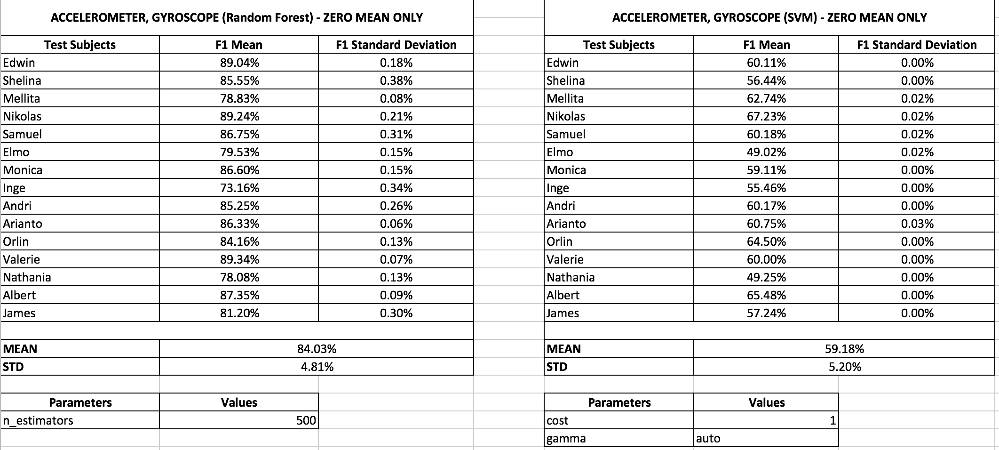 ACCELEROMETER, GYROSCOPE (Random Forest) - ZERO MEAN ONLY
Test Subjects F1 Mean F1 Standard Deviation
Edwin 89.04% 0.18%
Shelina 85.55% 0.38%
Mellita 78.83% 0.08%
Nikolas 89.24% 0.21%
Samuel 86.75% 0.31%
Elmo 79.53% 0.15%
Monica 86.60% 0.15%
Inge 73.16% 0.34%
Andri 85.25% 0.26%
Arianto 86.33% 0.06%
Orlin 84.16% 0.13%
Valerie 89.34% 0.07%
Nathania 78.08% 0.13%
Albert 87.35% 0.09%
James 81.20% 0.30%
MEAN 84.03%
STD 4.81%
Parameters Values
n_estimators 500
ACCELEROMETER, GYROSCOPE (SVM) - ZERO MEAN ONLY
Test Subjects F1 Mean F1 Standard Deviation
Edwin 60.11% 0.00%
Shelina 56.44% 0.00%
Mellita 62.74% 0.02%
Nikolas 67.23% 0.02%
Samuel 60.18% 0.02%
Elmo 49.02% 0.02%
Monica 59.11% 0.00%
Inge 55.46% 0.00%
Andri 60.17% 0.00%
Arianto 60.75% 0.03%
Orlin 64.50% 0.00%
Valerie 60.00% 0.00%
Nathania 49.25% 0.00%
Albert 65.48% 0.00%
James 57.24% 0.00%
MEAN 59.18%
STD 5.20%
Parameters Values
cost 1
gamma auto